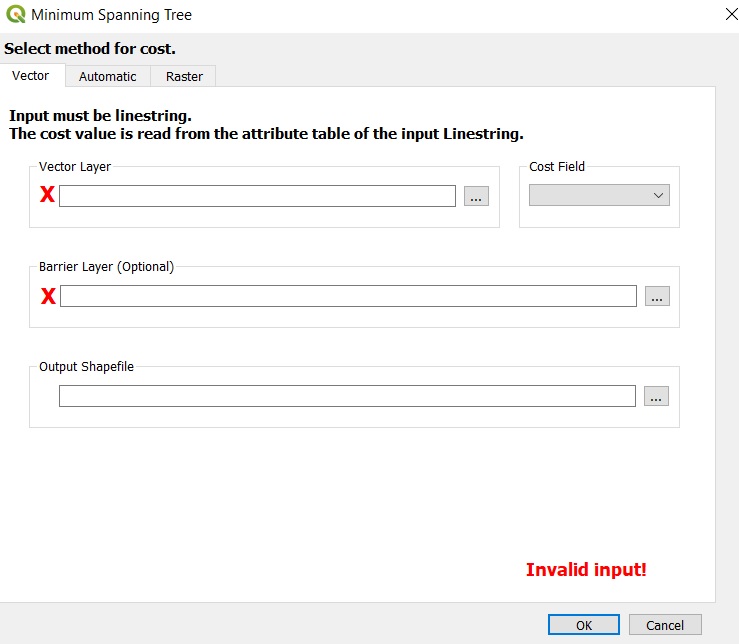 Minimum Spanning Tree
Select method for cost.
Vector Automatic Raster
Input must be linestring.
The cost value is read from the attribute table of the input Linestring.
Vector Layer Cost Field
X ...
Barrier Layer (Optional)
X ...
Output Shapefile
...
Invalid input!
OK Cancel